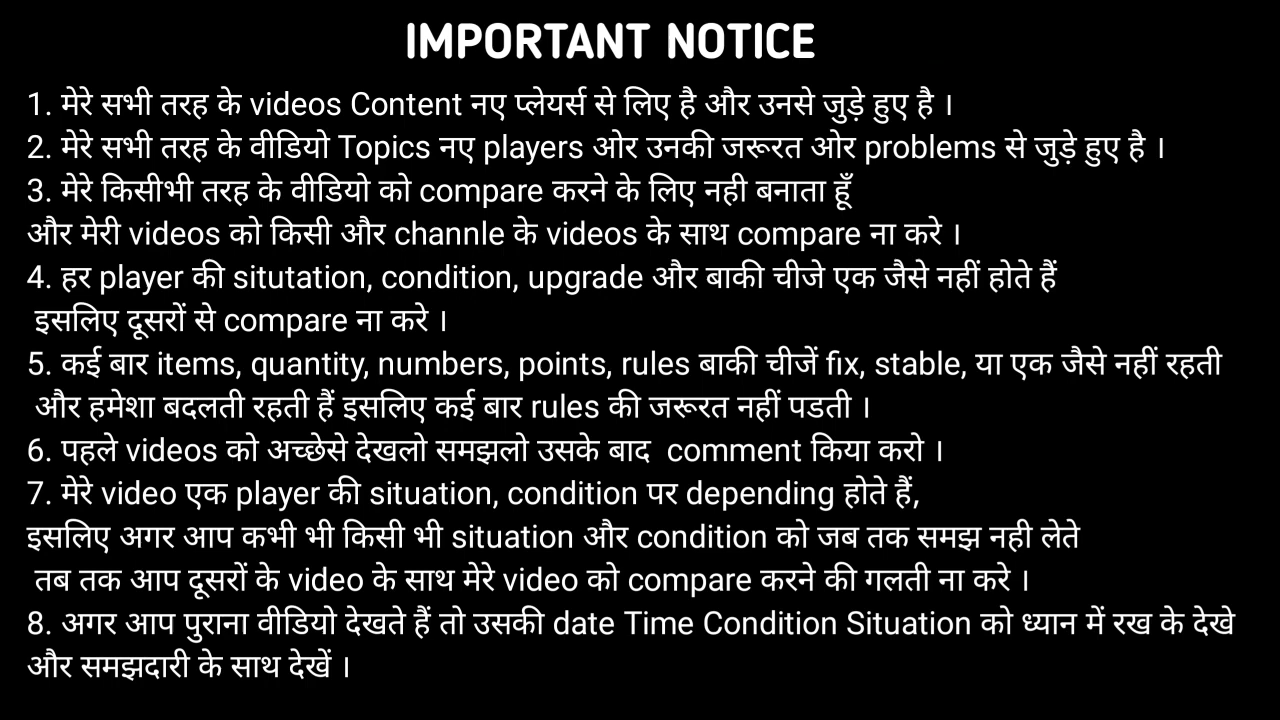 IMPORTANT NOTICE
1. मेरे सभी तरह के videos Content नए प्लेयर्स से लिए है और उनसे जुड़े हुए है ।
2. मेरे सभी तरह के वीडियो Topics नए players ओर उनकी जरूरत ओर problems से जुड़े हुए है ।
3. मेरे किसीभी तरह के वीडियो को compare करने के लिए नही बनाता हूँ
और मेरी videos को किसी और channle के videos के साथ compare ना करे ।
4. हर player की situtation, condition, upgrade और बाकी चीजे एक जैसे नहीं होते हैं
इसलिए दूसरों से compare ना करे ।
5. कई बार items, quantity, numbers, points, rules बाकी चीजें fix, stable, या एक जैसे नहीं रहती
और हमेशा बदलती रहती हैं इसलिए कई बार rules की जरूरत नहीं पडती ।
6. पहले videos को अच्छेसे देखलो समझलो उसके बाद  comment किया करो ।
7. मेरे video एक player की situation, condition पर depending होते हैं,
इसलिए अगर आप कभी भी किसी भी situation और condition को जब तक समझ नही लेते
तब तक आप दूसरों के video के साथ मेरे video को compare करने की गलती ना करे ।
8. अगर आप पुराना वीडियो देखते हैं तो उसकी date Time Condition Situation को ध्यान में रख के देखे
और समझदारी के साथ देखें ।